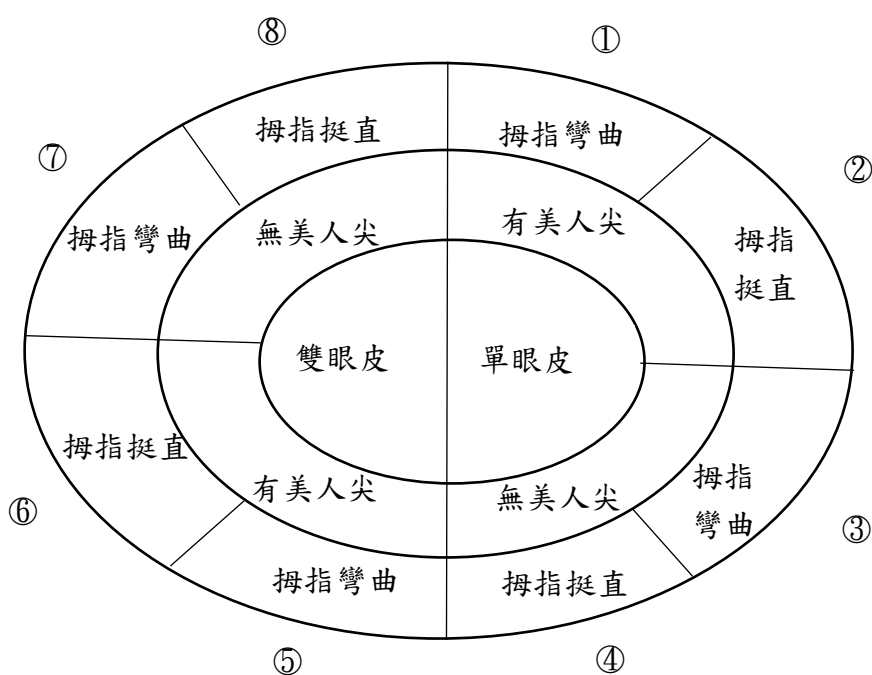 ⑧
①
拇指挺直
拇指彎曲
⑦
②
拇指彎曲
無美人尖
有美人尖
拇指
挺直
雙眼皮
單眼皮
拇指挺直
有美人尖
無美人尖
拇指
彎曲
⑥
③
拇指彎曲
拇指挺直
⑤
④